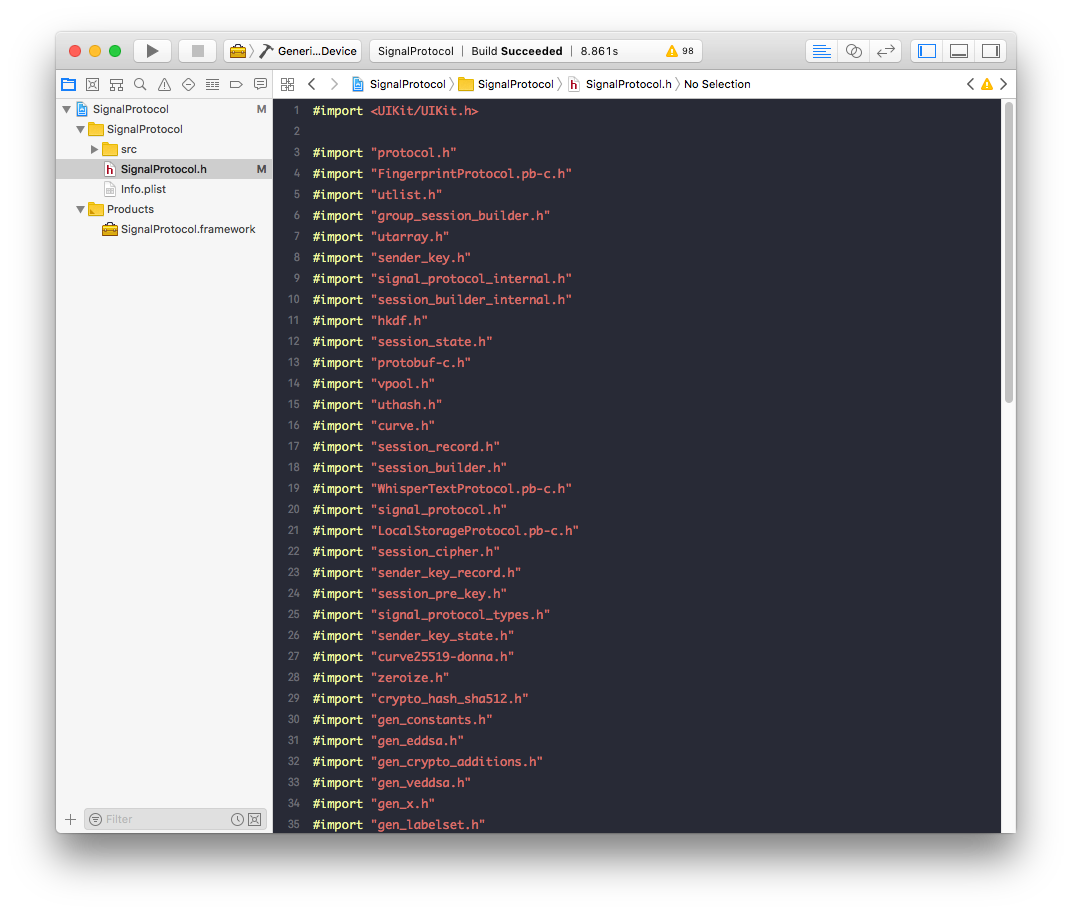 Generi...Device
SignalProtocol | Build Succeeded | 8.861s
98
SignalProtocol
SignalProtocol
SignalProtocol.h
No Selection
SignalProtocol M
SignalProtocol
src
SignalProtocol.h M
Info.plist
Products
SignalProtocol.framework
Filter
1 #import <UIKit/UIKit.h>
2
3 #import "protocol.h"
4 #import "FingerprintProtocol.pb-c.h"
5 #import "utlist.h"
6 #import "group_session_builder.h"
7 #import "utarray.h"
8 #import "sender_key.h"
9 #import "signal_protocol_internal.h"
10 #import "session_builder_internal.h"
11 #import "hkdf.h"
12 #import "session_state.h"
13 #import "protobuf-c.h"
14 #import "vpool.h"
15 #import "uthash.h"
16 #import "curve.h"
17 #import "session_record.h"
18 #import "session_builder.h"
19 #import "WhisperTextProtocol.pb-c.h"
20 #import "signal_protocol.h"
21 #import "LocalStorageProtocol.pb-c.h"
22 #import "session_cipher.h"
23 #import "sender_key_record.h"
24 #import "session_pre_key.h"
25 #import "signal_protocol_types.h"
26 #import "sender_key_state.h"
27 #import "curve25519-donna.h"
28 #import "zeroize.h"
29 #import "crypto_hash_sha512.h"
30 #import "gen_constants.h"
31 #import "gen_eddsa.h"
32 #import "gen_crypto_additions.h"
33 #import "gen_veddsa.h"
34 #import "gen_x.h"
35 #import "gen_labelset.h"